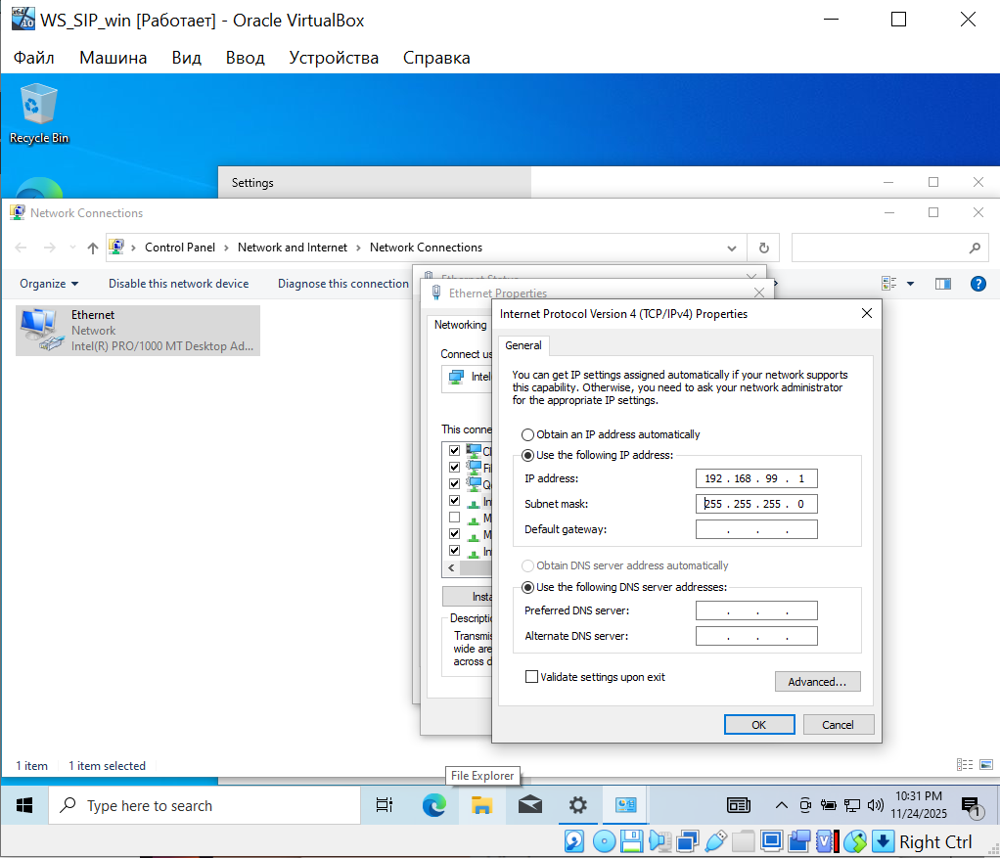 WS_SIP_win [Работает] - Oracle VirtualBox
Файл Машина Вид Ввод Устройства Справка
Recycle Bin
Settings
Network Connections
Control Panel Network and Internet Network Connections
Organize Disable this network device Diagnose this connection
Ethernet
Network
Intel(R) PRO/1000 MT Desktop Ad...
Ethernet Status
Ethernet Properties
Networking
Connect us
Intel
This conne
Cl
Fi
Q
In
M
M
In
Insta
Descriptio
Transmis
wide are
across d
Internet Protocol Version 4 (TCP/IPv4) Properties
General
You can get IP settings assigned automatically if your network supports
this capability. Otherwise, you need to ask your network administrator
for the appropriate IP settings.
Obtain an IP address automatically
Use the following IP address:
IP address: 192 . 168 . 99 . 1
Subnet mask: 255 . 255 . 255 . 0
Default gateway: . . .
Obtain DNS server address automatically
Use the following DNS server addresses:
Preferred DNS server: . . .
Alternate DNS server: . . .
Validate settings upon exit
Advanced...
OK Cancel
1 item 1 item selected
File Explorer
Type here to search
10:31 PM
11/24/2025
1
Right Ctrl